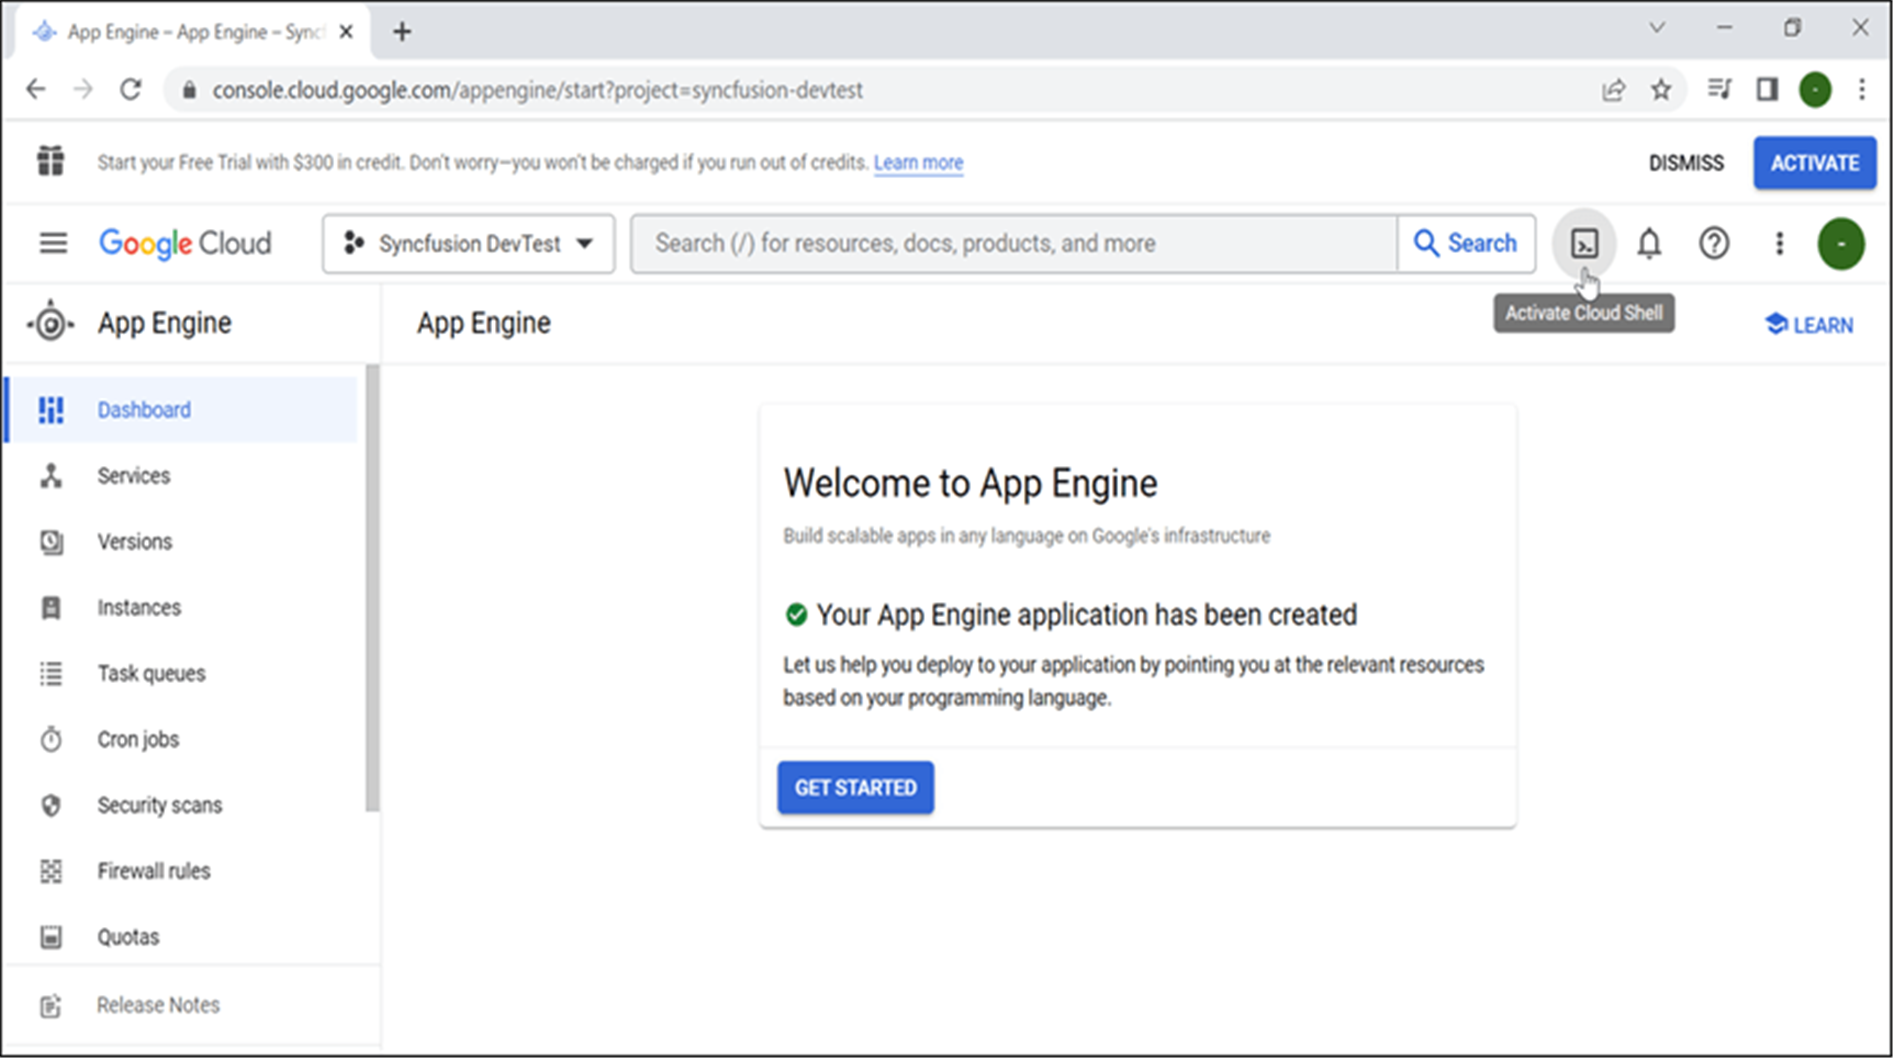 App Engine – App Engine – Sync
console.cloud.google.com/appengine/start?project=syncfusion-devtest
Start your Free Trial with $300 in credit. Don't worry—you won't be charged if you run out of credits. Learn more
DISMISS
ACTIVATE
Google Cloud
Syncfusion DevTest
Search (/) for resources, docs, products, and more
Search
Activate Cloud Shell
App Engine
App Engine
LEARN
Dashboard
Services
Versions
Instances
Task queues
Cron jobs
Security scans
Firewall rules
Quotas
Release Notes
Welcome to App Engine
Build scalable apps in any language on Google's infrastructure
Your App Engine application has been created
Let us help you deploy to your application by pointing you at the relevant resources
based on your programming language.
GET STARTED